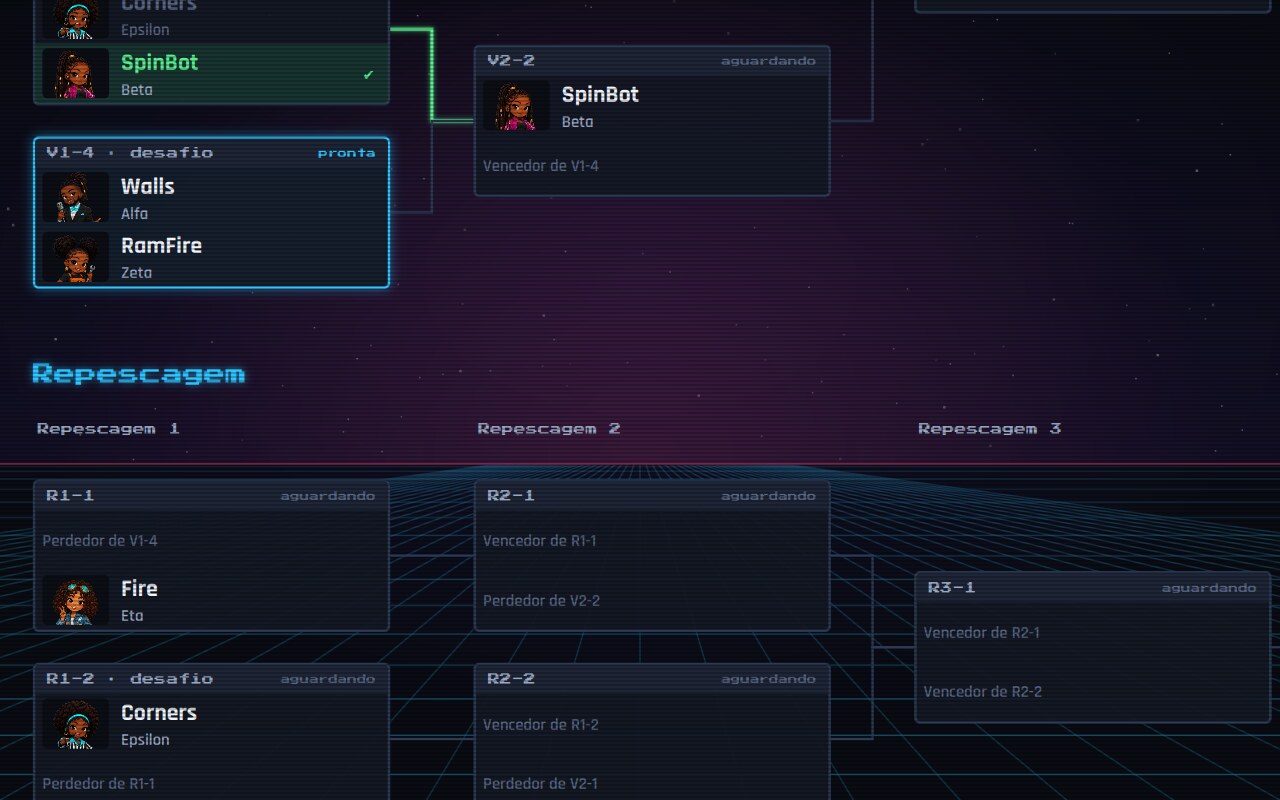 Corners
Epsilon
SpinBot ✔
Beta
V2-2 aguardando
SpinBot
Beta
Vencedor de V1-4
V1-4 · desafio pronta
Walls
Alfa
RamFire
Zeta
Repescagem
Repescagem 1
Repescagem 2
Repescagem 3
R1-1 aguardando
Perdedor de V1-4
Fire
Eta
R2-1 aguardando
Vencedor de R1-1
Perdedor de V2-2
R3-1 aguardando
Vencedor de R2-1
Vencedor de R2-2
R1-2 · desafio aguardando
Corners
Epsilon
Perdedor de R1-1
R2-2 aguardando
Vencedor de R1-2
Perdedor de V2-1